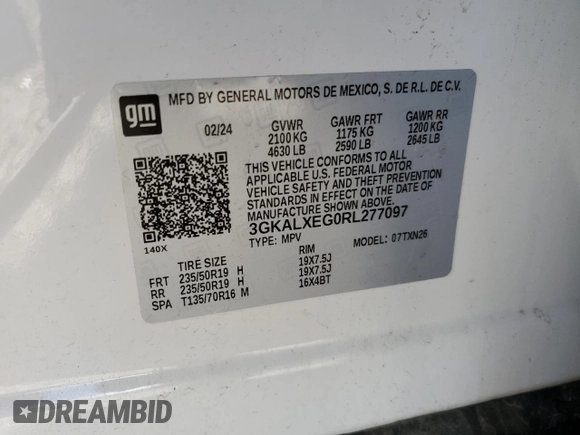 gm
MFD BY GENERAL MOTORS DE MEXICO, S. DE R.L. DE C.V.
02/24 GVWR GAWR FRT GAWR RR
2100 KG 1175 KG 1200 KG
4630 LB 2590 LB 2645 LB
THIS VEHICLE CONFORMS TO ALL
APPLICABLE U.S. FEDERAL MOTOR
VEHICLE SAFETY AND THEFT PREVENTION
STANDARDS IN EFFECT ON THE DATE OF
MANUFACTURE SHOWN ABOVE.
3GKALXEG0RL277097
140X TYPE: MPV MODEL: 07TXN26
TIRE SIZE RIM
FRT 235/50R19 H 19X7.5J
RR 235/50R19 H 19X7.5J
SPA T135/70R16 M 16X4BT
DREAMBID